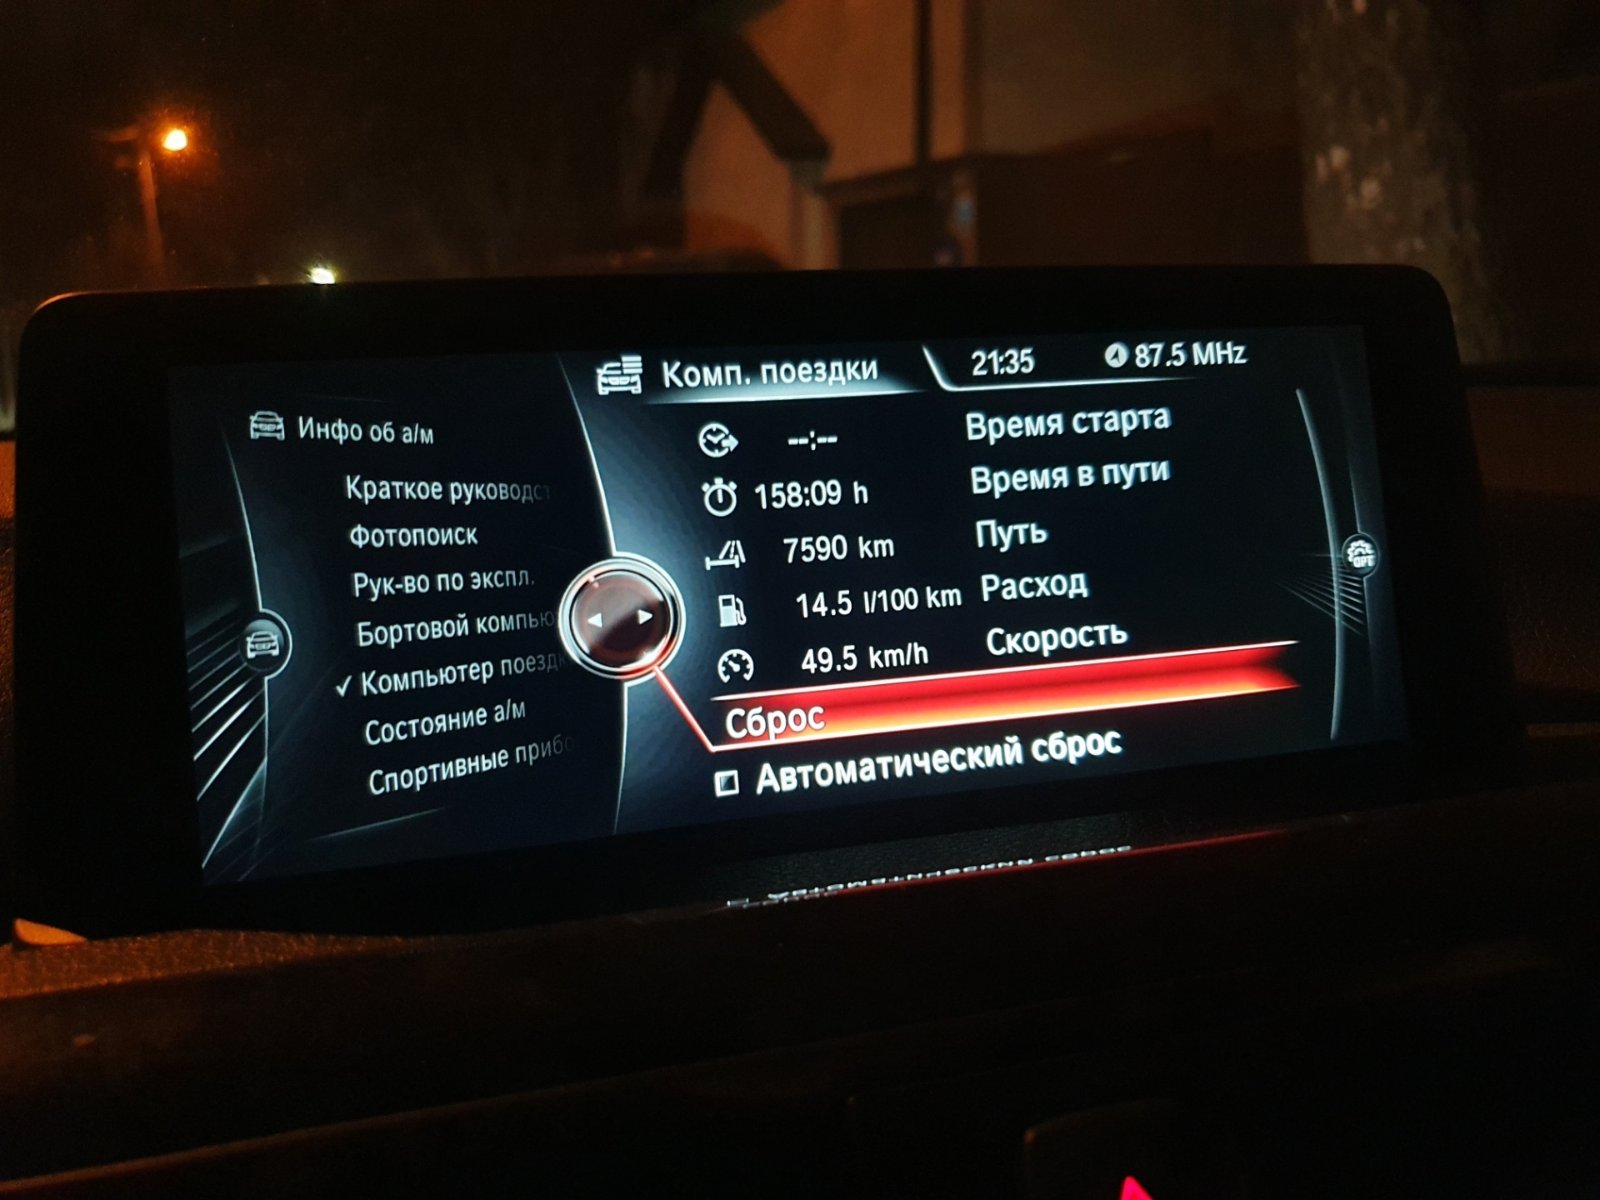 Комп. поездки
21:35
87.5 MHz
Инфо об а/м
Краткое руководст
Фотопоиск
Рук-во по экспл.
Бортовой компью
✓ Компьютер поезд
Состояние а/м
Спортивные прибо
--:-- Время старта
158:09 h Время в пути
7590 km Путь
14.5 l/100 km Расход
49.5 km/h Скорость
Сброс
Автоматический сброс
OPT